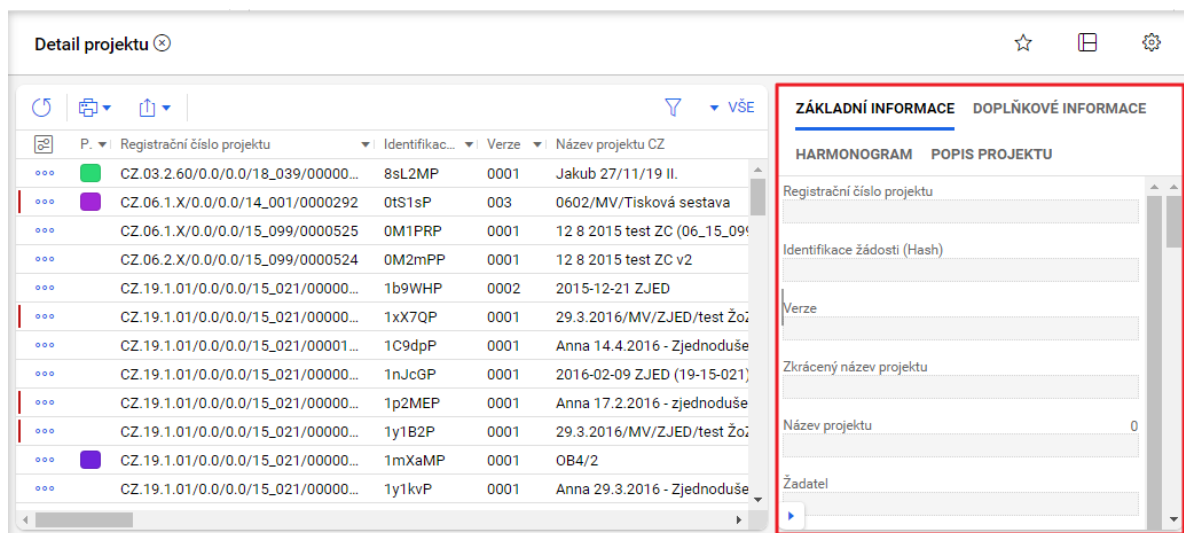 Detail projektu
VŠE
P. Registrační číslo projektu Identifikac... Verze Název projektu CZ
CZ.03.2.60/0.0/0.0/18_039/00000... 8sL2MP 0001 Jakub 27/11/19 II.
CZ.06.1.X/0.0/0.0/14_001/0000292 0tS1sP 003 0602/MV/Tisková sestava
CZ.06.1.X/0.0/0.0/15_099/0000525 0M1PRP 0001 12 8 2015 test ZC (06_15_099
CZ.06.2.X/0.0/0.0/15_099/0000524 0M2mPP 0001 12 8 2015 test ZC v2
CZ.19.1.01/0.0/0.0/15_021/00000... 1b9WHP 0002 2015-12-21 ZJED
CZ.19.1.01/0.0/0.0/15_021/00000... 1xX7QP 0001 29.3.2016/MV/ZJED/test ŽoŽ
CZ.19.1.01/0.0/0.0/15_021/00001... 1C9dpP 0001 Anna 14.4.2016 - Zjednoduše
CZ.19.1.01/0.0/0.0/15_021/00000... 1nJcGP 0001 2016-02-09 ZJED (19-15-021)
CZ.19.1.01/0.0/0.0/15_021/00000... 1p2MEP 0001 Anna 17.2.2016 - zjednoduše
CZ.19.1.01/0.0/0.0/15_021/00000... 1y1B2P 0001 29.3.2016/MV/ZJED/test ŽoŽ
CZ.19.1.01/0.0/0.0/15_021/00000... 1mXaMP 0001 OB4/2
CZ.19.1.01/0.0/0.0/15_021/00000... 1y1kvP 0001 Anna 29.3.2016 - Zjednoduše
ZÁKLADNÍ INFORMACE DOPLŇKOVÉ INFORMACE
HARMONOGRAM POPIS PROJEKTU
Registrační číslo projektu
Identifikace žádosti (Hash)
Verze
Zkrácený název projektu
Název projektu 0
Žadatel